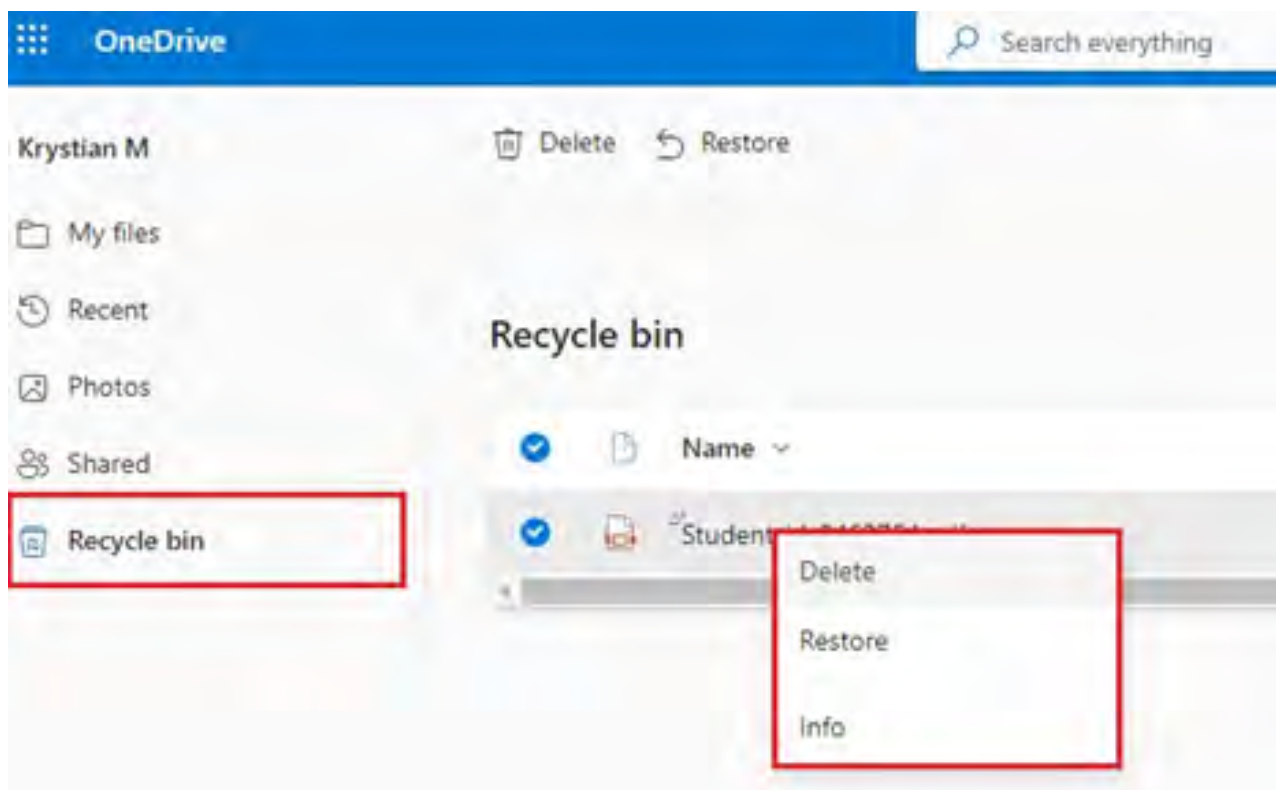 OneDrive
Search everything
Krystian M
Delete
Restore
My files
Recent
Photos
Shared
Recycle bin
Recycle bin
Name
Student
Delete
Restore
Info